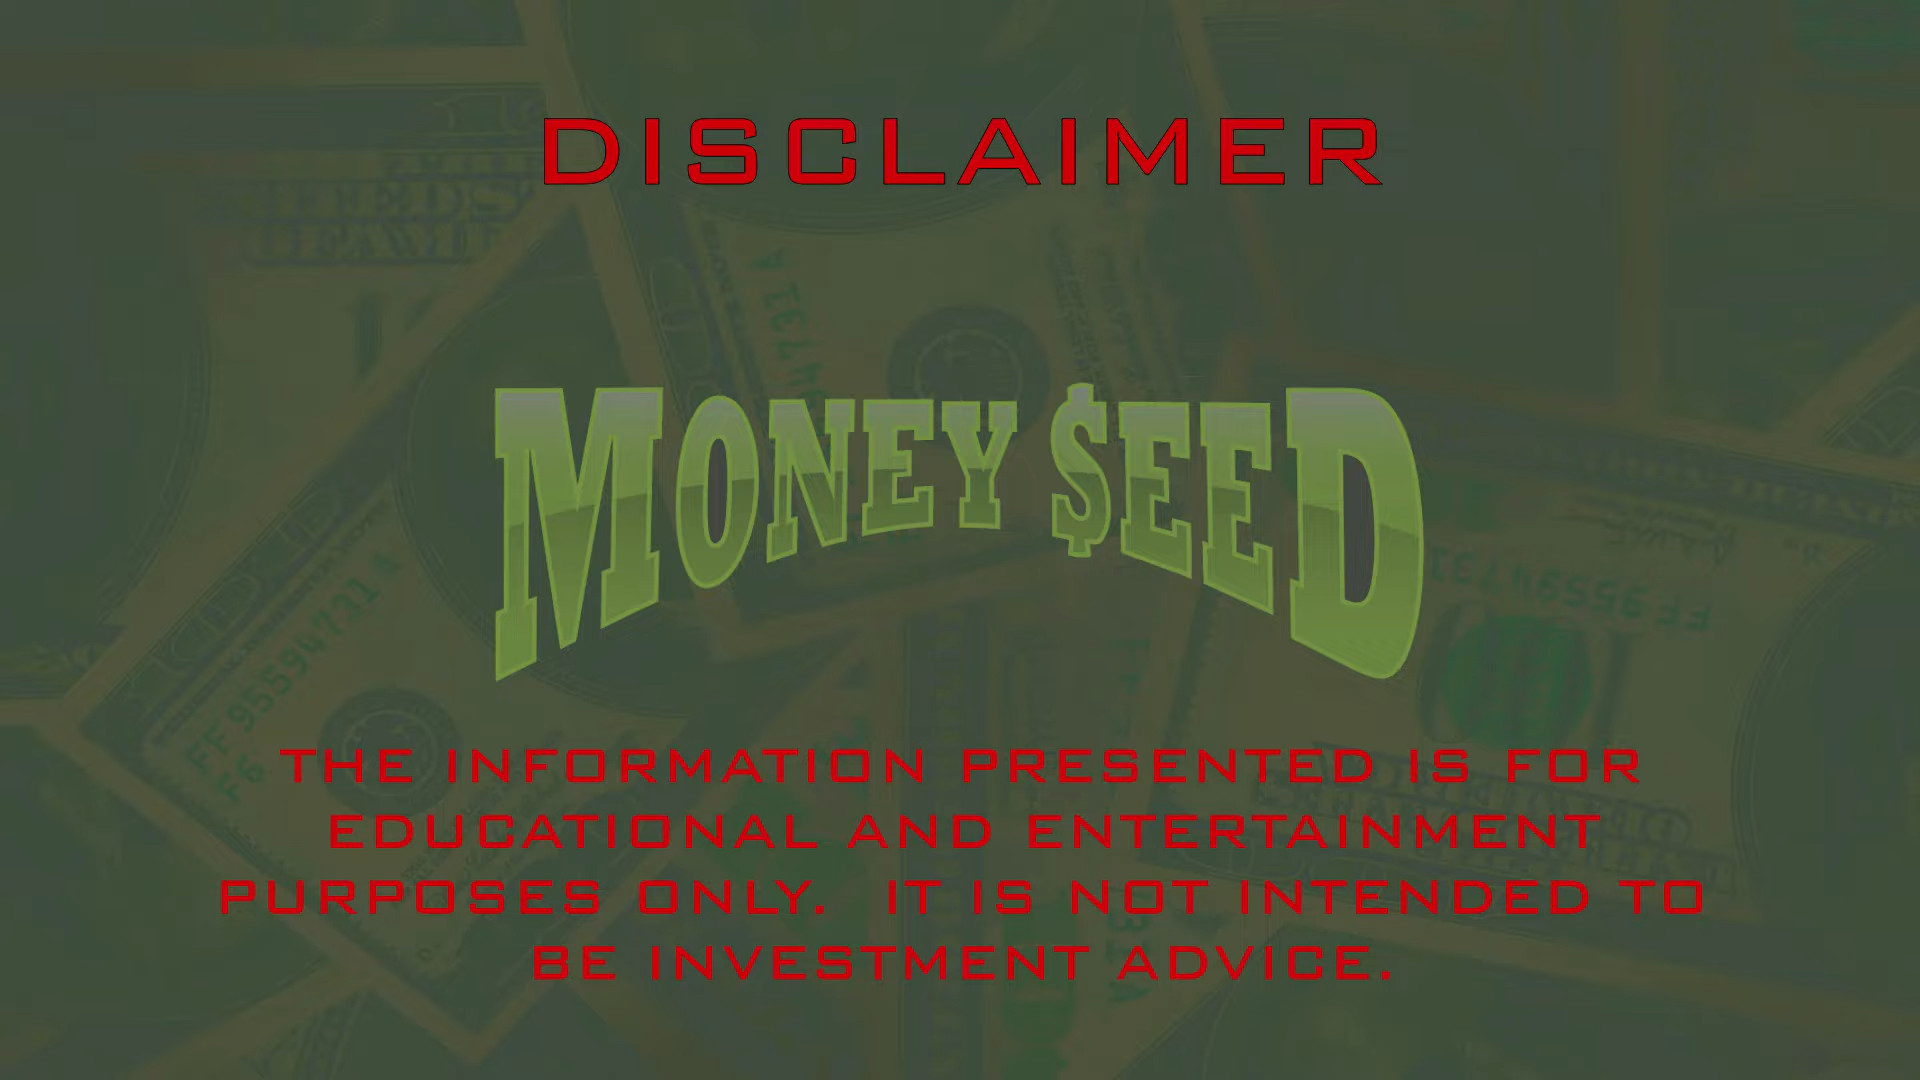 DISCLAIMER
MONEY $EED
THE INFORMATION PRESENTED IS FOR
EDUCATIONAL AND ENTERTAINMENT
PURPOSES ONLY.  IT IS NOT INTENDED TO
BE INVESTMENT ADVICE.